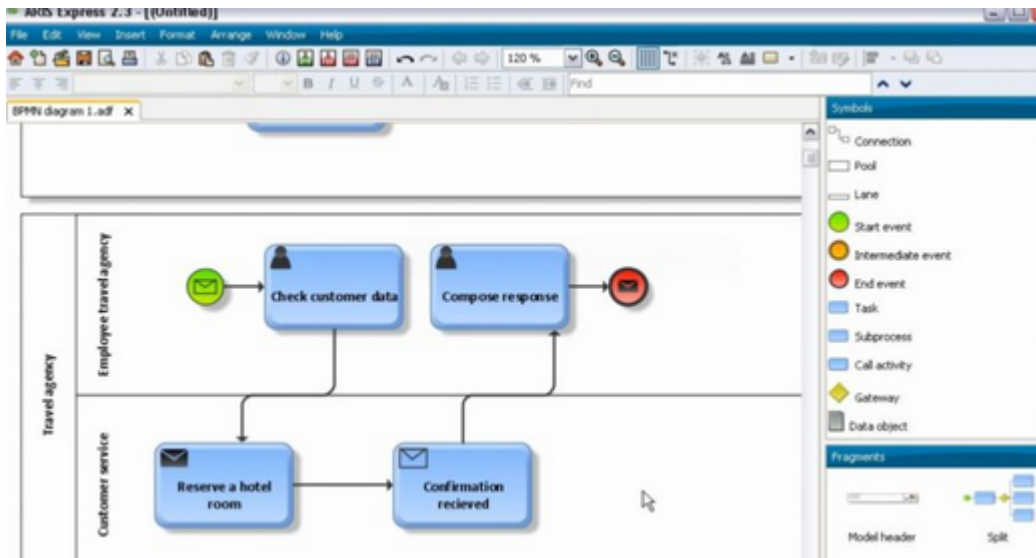 ARIS Express 2.3 - [(Untitled)]
File Edit View Insert Format Arrange Window Help
120 %
B I U S A
Find
BPMN diagram 1.adf x
Symbols
Connection
Pool
Lane
Start event
Intermediate event
End event
Task
Subprocess
Call activity
Gateway
Data object
Fragments
Model header Split
Travel agency
Employee travel agency
Check customer data
Compose response
Customer service
Reserve a hotel
room
Confirmation
recieved